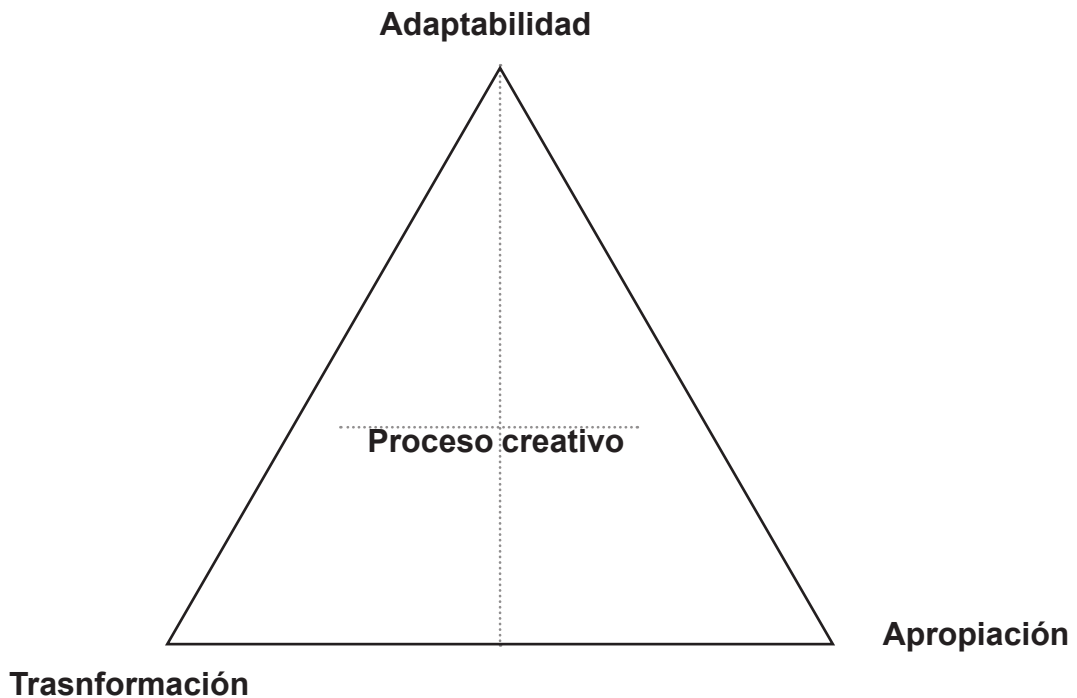 Adaptabilidad
Proceso creativo
Apropiación
Trasnformación